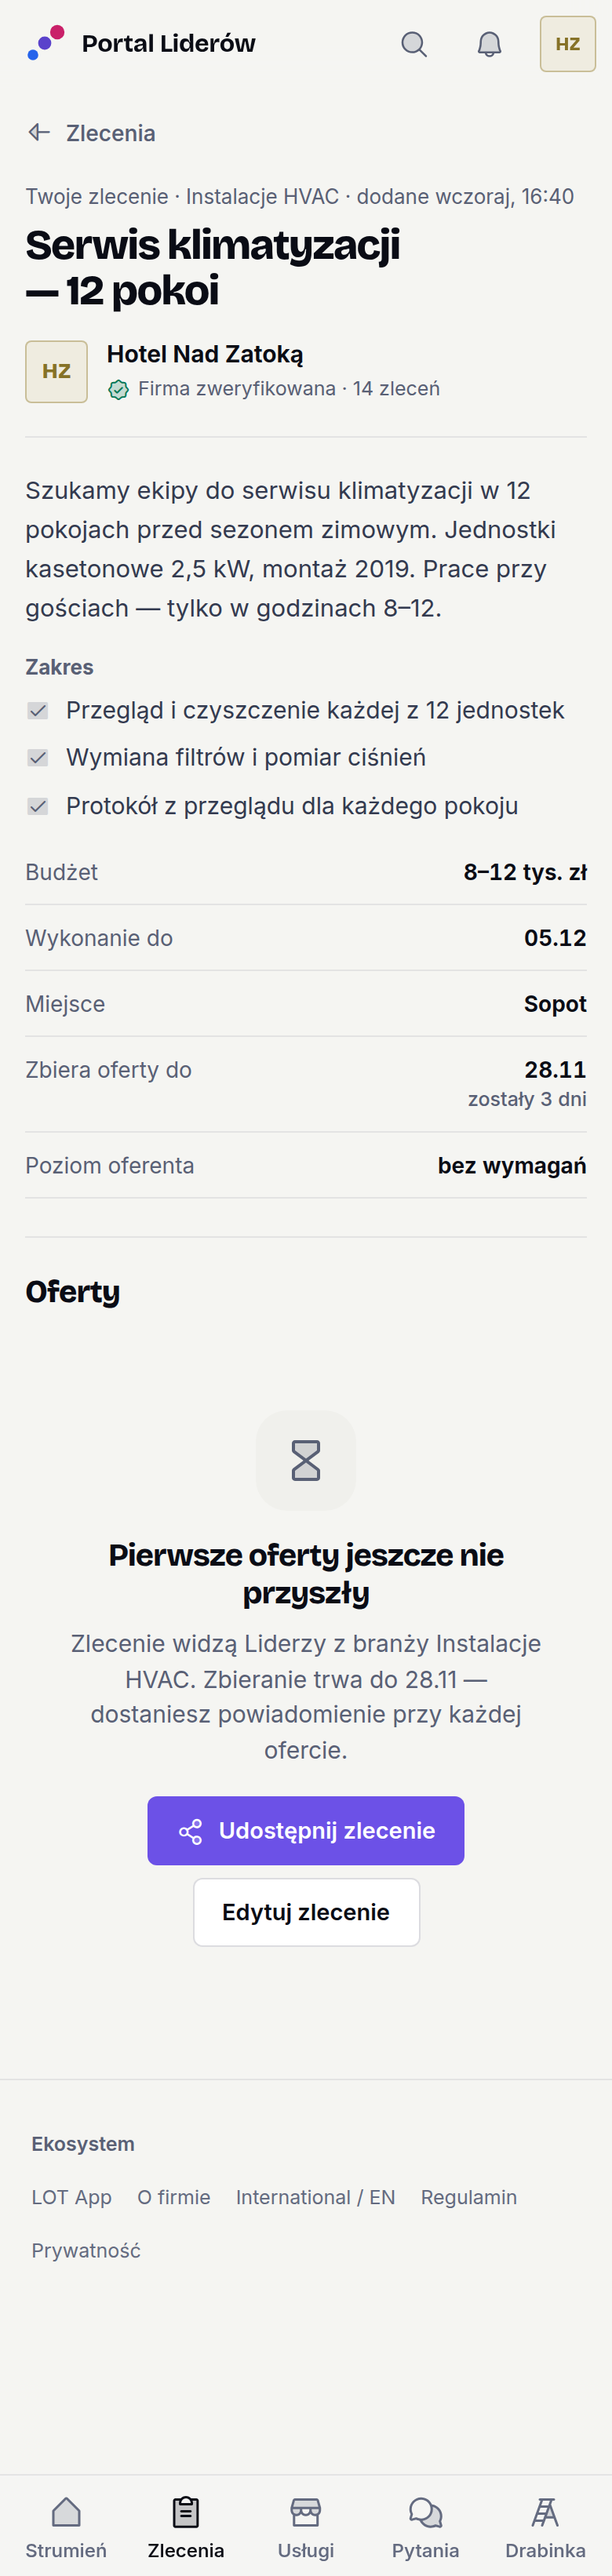 Portal Liderów
HZ
Zlecenia
Twoje zlecenie · Instalacje HVAC · dodane wczoraj, 16:40
Serwis klimatyzacji
— 12 pokoi
HZ
Hotel Nad Zatoką
Firma zweryfikowana · 14 zleceń
Szukamy ekipy do serwisu klimatyzacji w 12
pokojach przed sezonem zimowym. Jednostki
kasetonowe 2,5 kW, montaż 2019. Prace przy
gościach — tylko w godzinach 8–12.
Zakres
Przegląd i czyszczenie każdej z 12 jednostek
Wymiana filtrów i pomiar ciśnień
Protokół z przeglądu dla każdego pokoju
Budżet 8–12 tys. zł
Wykonanie do 05.12
Miejsce Sopot
Zbiera oferty do 28.11
zostały 3 dni
Poziom oferenta bez wymagań
Oferty
Pierwsze oferty jeszcze nie
przyszły
Zlecenie widzą Liderzy z branży Instalacje
HVAC. Zbieranie trwa do 28.11 —
dostaniesz powiadomienie przy każdej
ofercie.
Udostępnij zlecenie
Edytuj zlecenie
Ekosystem
LOT App O firmie International / EN Regulamin
Prywatność
Strumień Zlecenia Usługi Pytania Drabinka